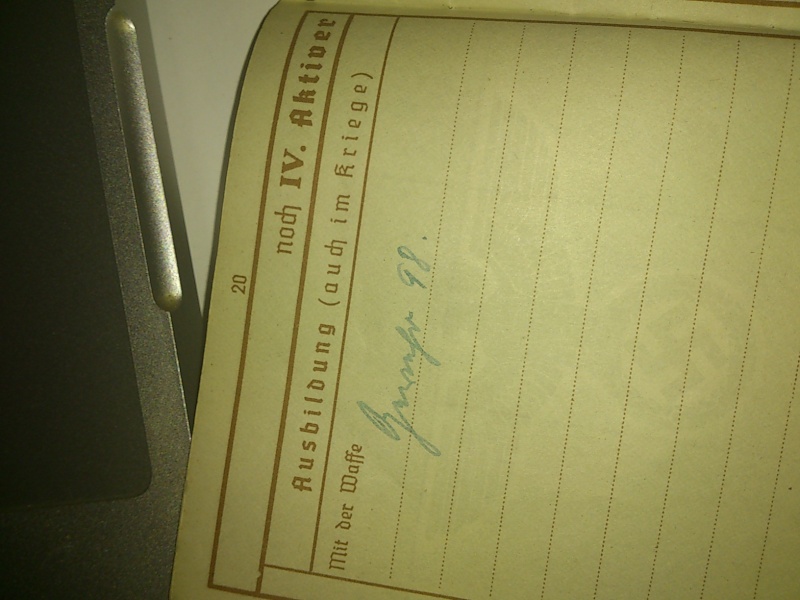 20
noch IV. Aktiver
Ausbildung (auch im Kriege)
Mit der Waffe
Gewehr 98.